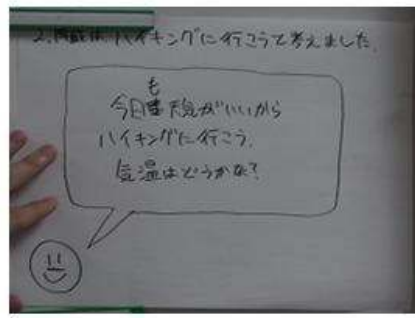 2. はハイキングに行こうと考えました。
今日も天気がいいから
ハイキングに行こう。
気温はどうかな？